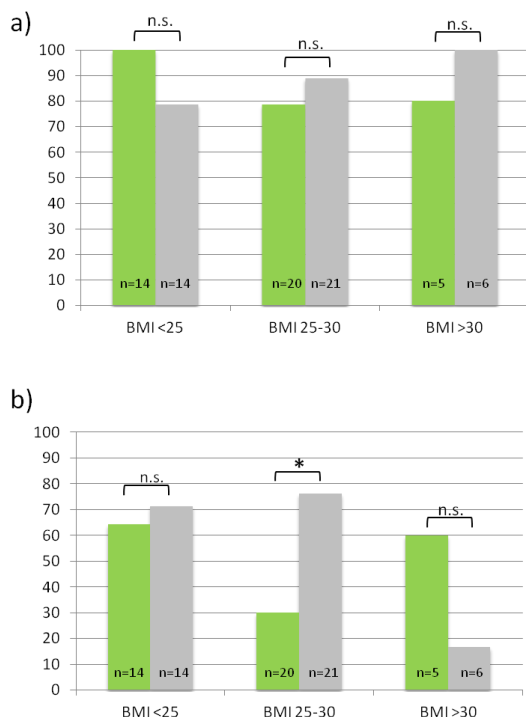 a)
n.s.
n.s.
n.s.
100
90
80
70
60
50
40
30
20
10
0
n=14
n=14
n=20
n=21
n=5
n=6
BMI <25
BMI 25-30
BMI >30
b)
100
90
80
70
60
50
40
30
20
10
0
n.s.
*
n.s.
n=14
n=14
n=20
n=21
n=5
n=6
BMI <25
BMI 25-30
BMI >30